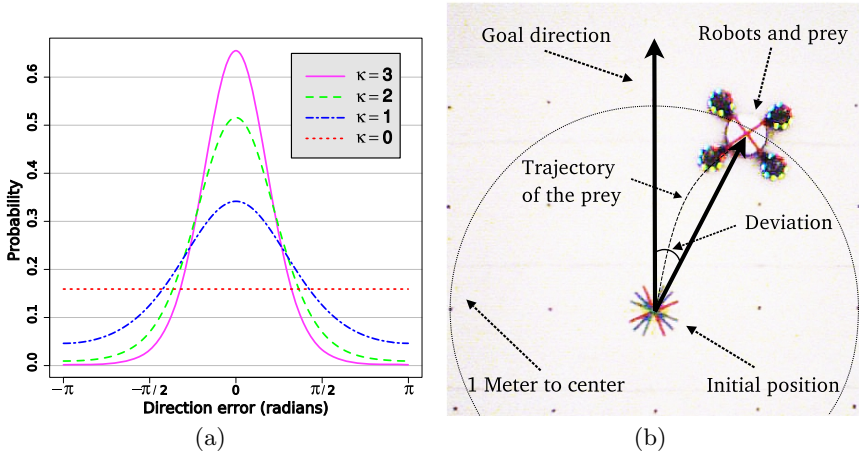 κ = 3
κ = 2
κ = 1
κ = 0
Probability
0.6
0.5
0.4
0.3
0.2
0.1
0.0
−π
−π / 2
0
π / 2
π
Direction error (radians)
(a)
Goal direction
Robots and prey
Trajectory
of the prey
Deviation
1 Meter to center
Initial position
(b)